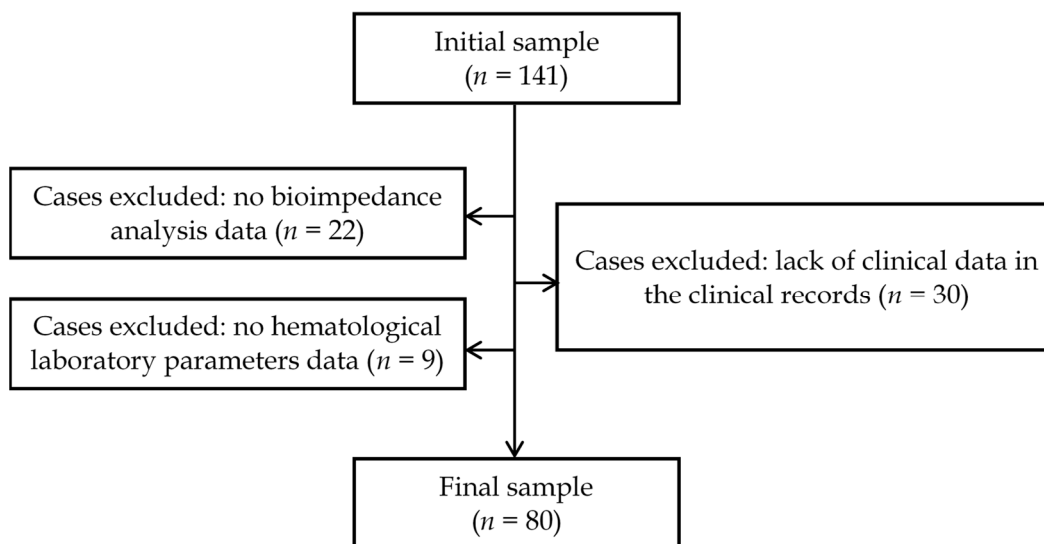 Initial sample
(n = 141)
Cases excluded: no bioimpedance
analysis data (n = 22)
Cases excluded: lack of clinical data in
the clinical records (n = 30)
Cases excluded: no hematological
laboratory parameters data (n = 9)
Final sample
(n = 80)